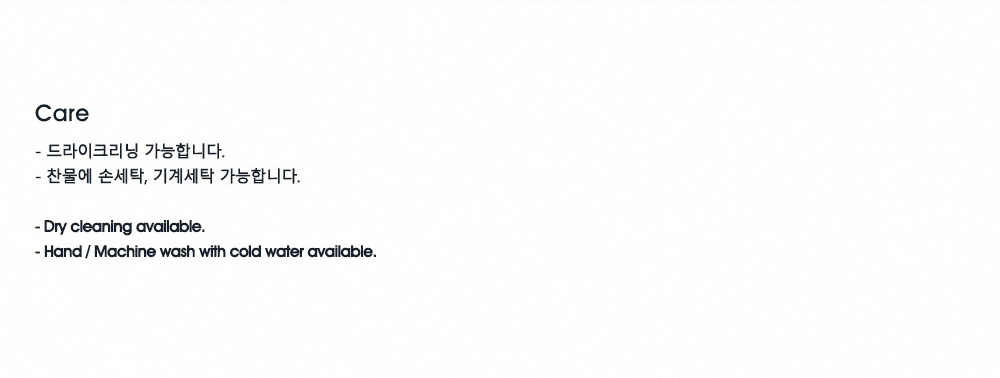 Care
- 드라이크리닝 가능합니다.
- 찬물에 손세탁, 기계세탁 가능합니다.
- Dry cleaning available.
- Hand / Machine wash with cold water available.